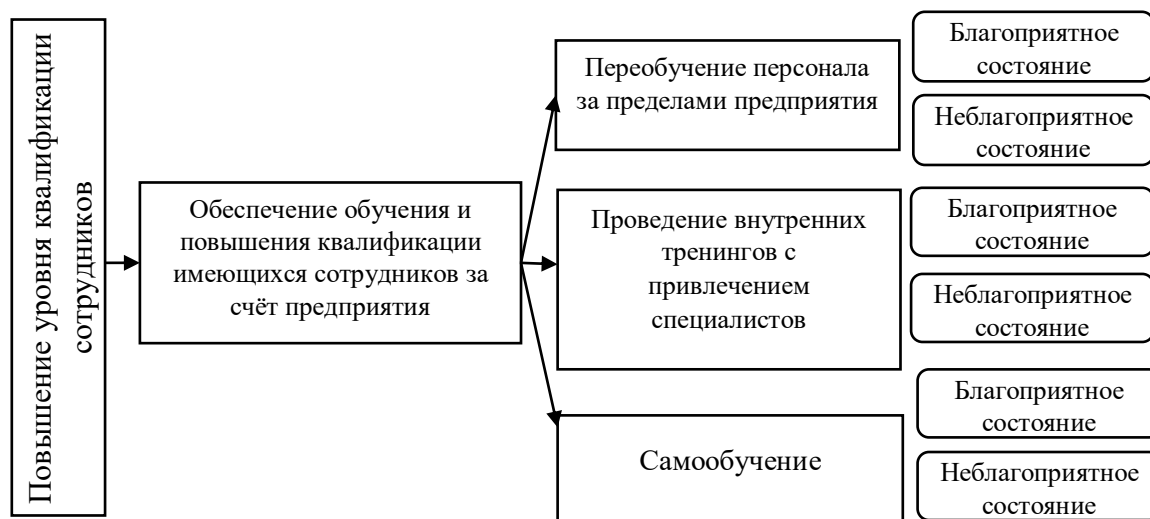 Повышение уровня квалификации
сотрудников
Обеспечение обучения и
повышения квалификации
имеющихся сотрудников за
счёт предприятия
Переобучение персонала
за пределами предприятия
Благоприятное
состояние
Неблагоприятное
состояние
Проведение внутренних
тренингов с
привлечением
специалистов
Благоприятное
состояние
Неблагоприятное
состояние
Самообучение
Благоприятное
состояние
Неблагоприятное
состояние